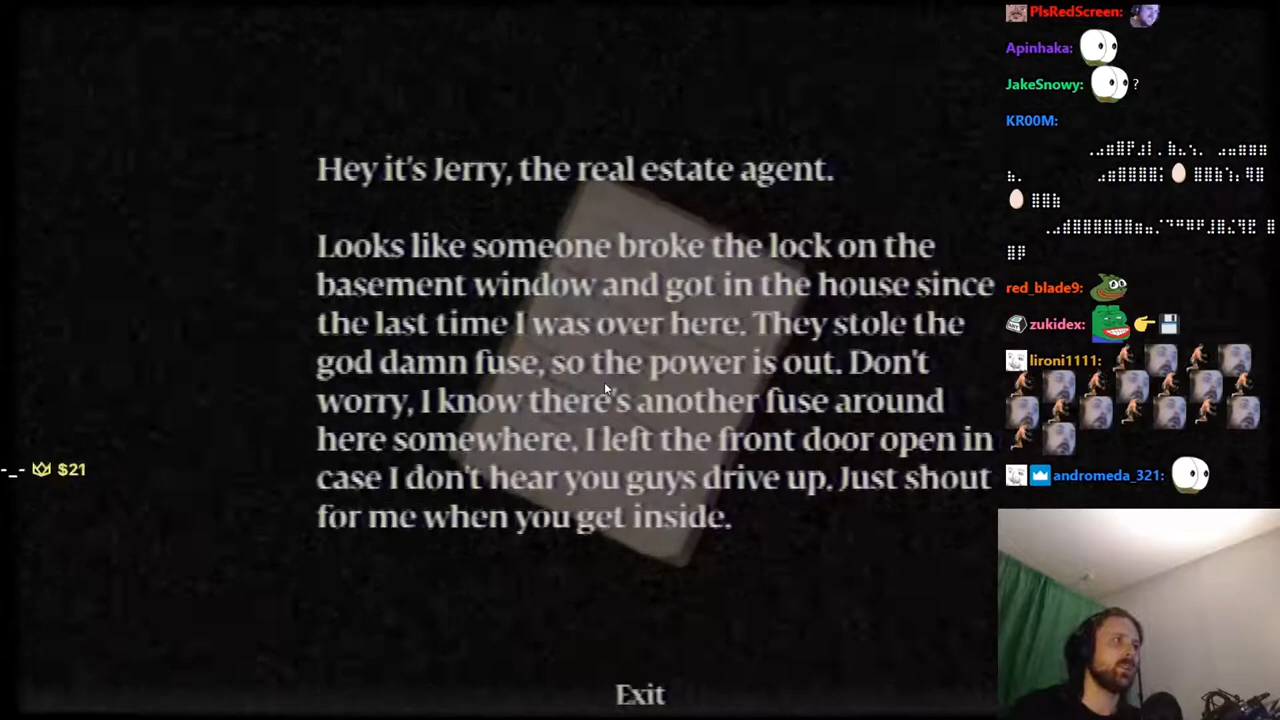 Hey it's Jerry, the real estate agent.
Looks like someone broke the lock on the
basement window and got in the house since
the last time I was over here. They stole the
god damn fuse, so the power is out. Don't
worry, I know there's another fuse around
here somewhere. I left the front door open in
case I don't hear you guys drive up. Just shout
for me when you get inside.
Exit
-_- $21
PlsRedScreen:
Apinhaka:
JakeSnowy: ?
KR00M:
red_blade9:
zukidex:
lironi1111:
andromeda_321: